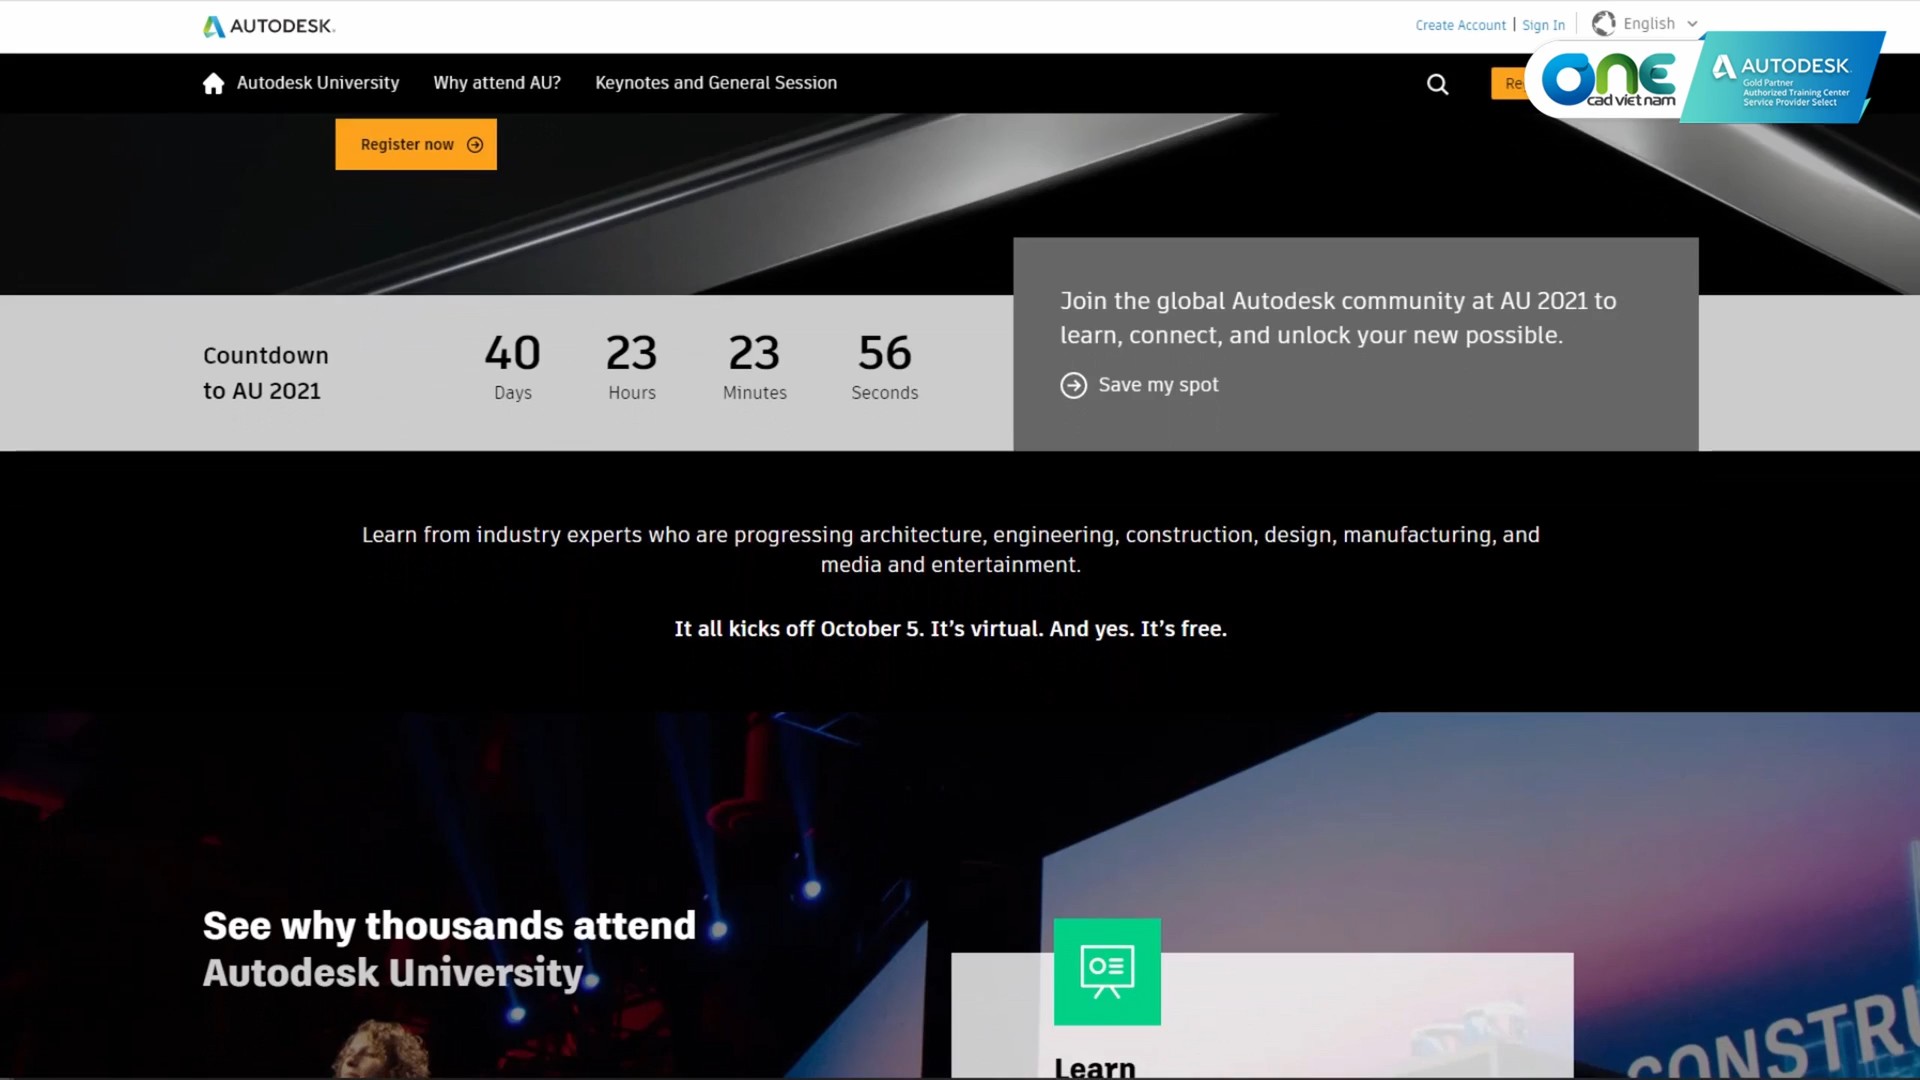 AUTODESK.
Create Account | Sign In
English
Autodesk University
Why attend AU?
Keynotes and General Session
ONE
cad viet nam
AUTODESK.
Gold Partner
Authorized Training Center
Service Provider Select
Register now
Countdown
to AU 2021
40 23 23 56
Days Hours Minutes Seconds
Join the global Autodesk community at AU 2021 to
learn, connect, and unlock your new possible.
Save my spot
Learn from industry experts who are progressing architecture, engineering, construction, design, manufacturing, and
media and entertainment.
It all kicks off October 5. It’s virtual. And yes. It’s free.
See why thousands attend
Autodesk University
Learn